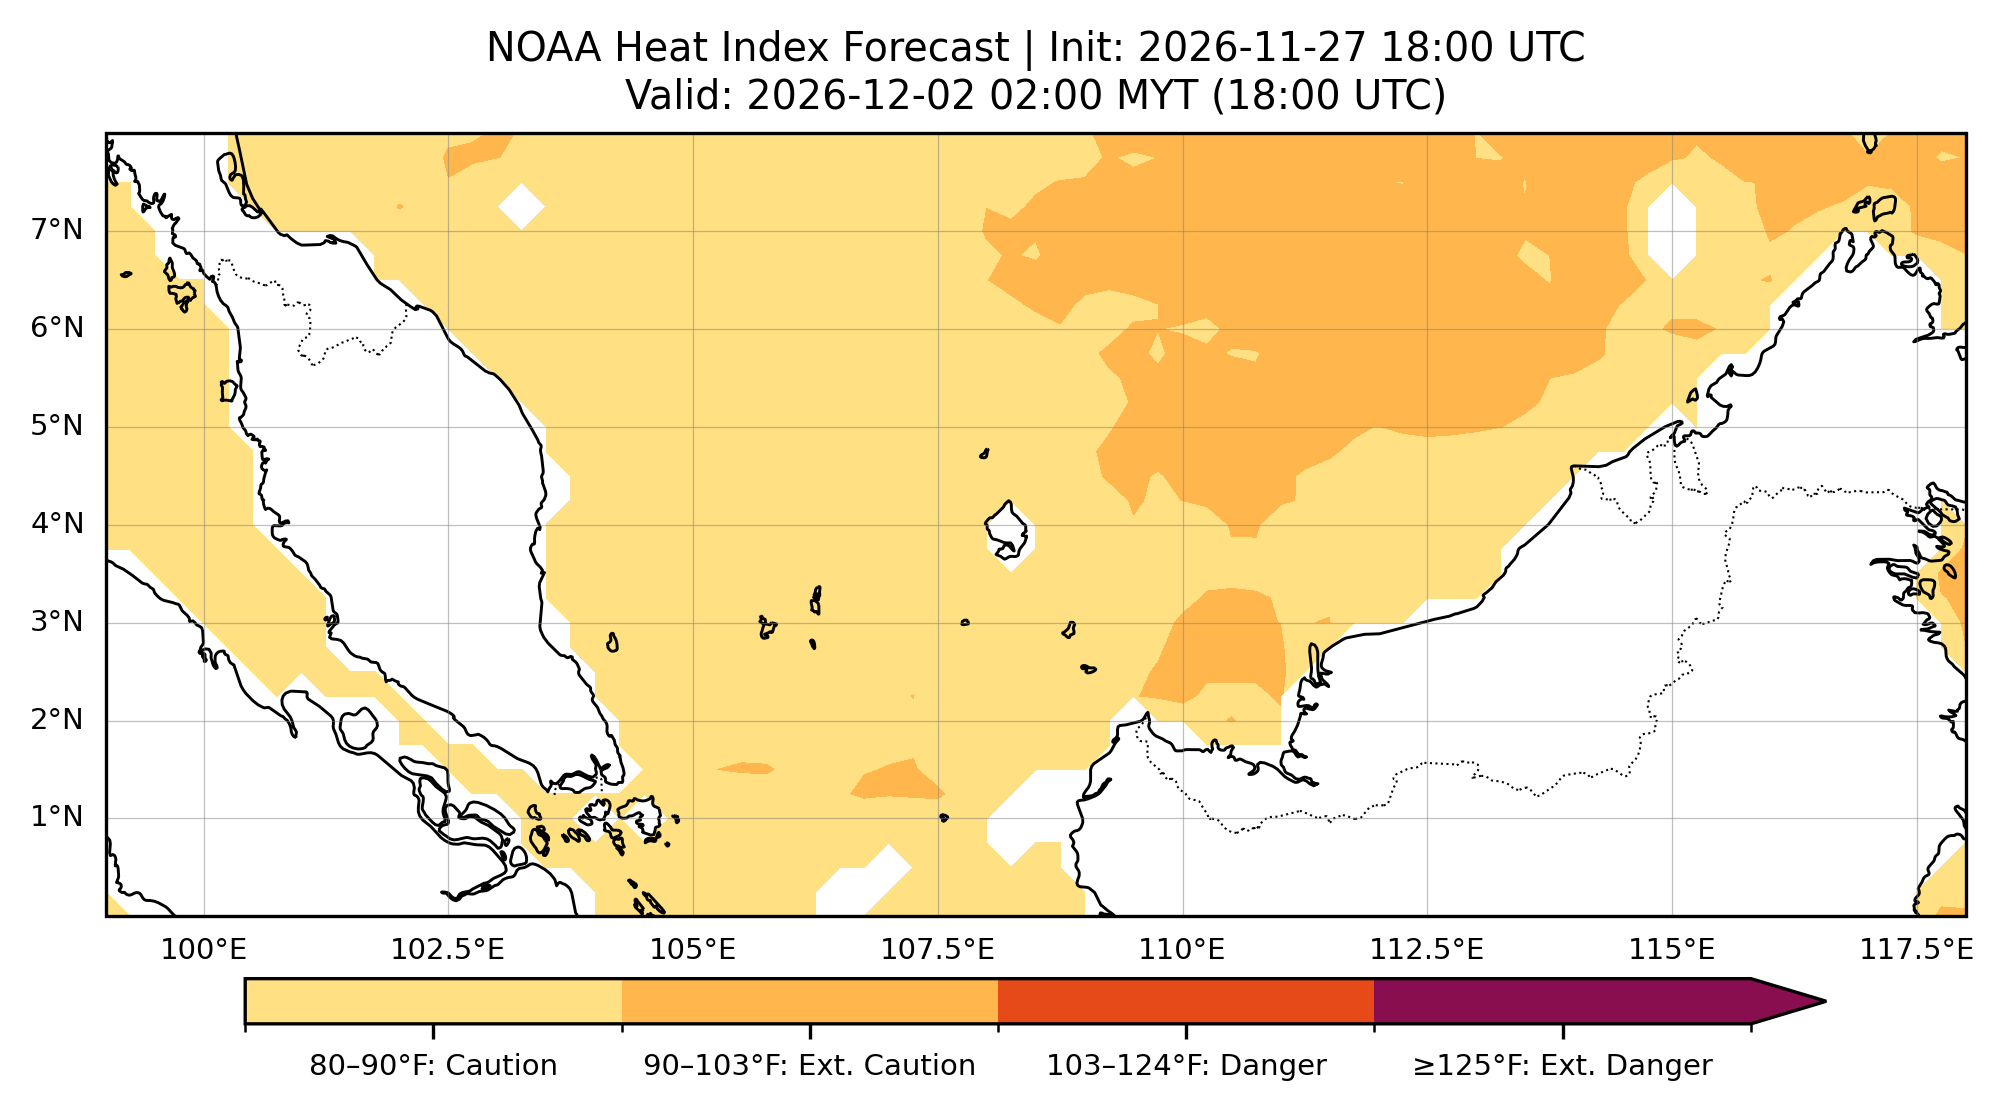 NOAA Heat Index Forecast | Init: 2026-11-27 18:00 UTC
Valid: 2026-12-02 02:00 MYT (18:00 UTC)
7°N
6°N
5°N
4°N
3°N
2°N
1°N
100°E
102.5°E
105°E
107.5°E
110°E
112.5°E
115°E
117.5°E
80–90°F: Caution
90–103°F: Ext. Caution
103–124°F: Danger
≥125°F: Ext. Danger